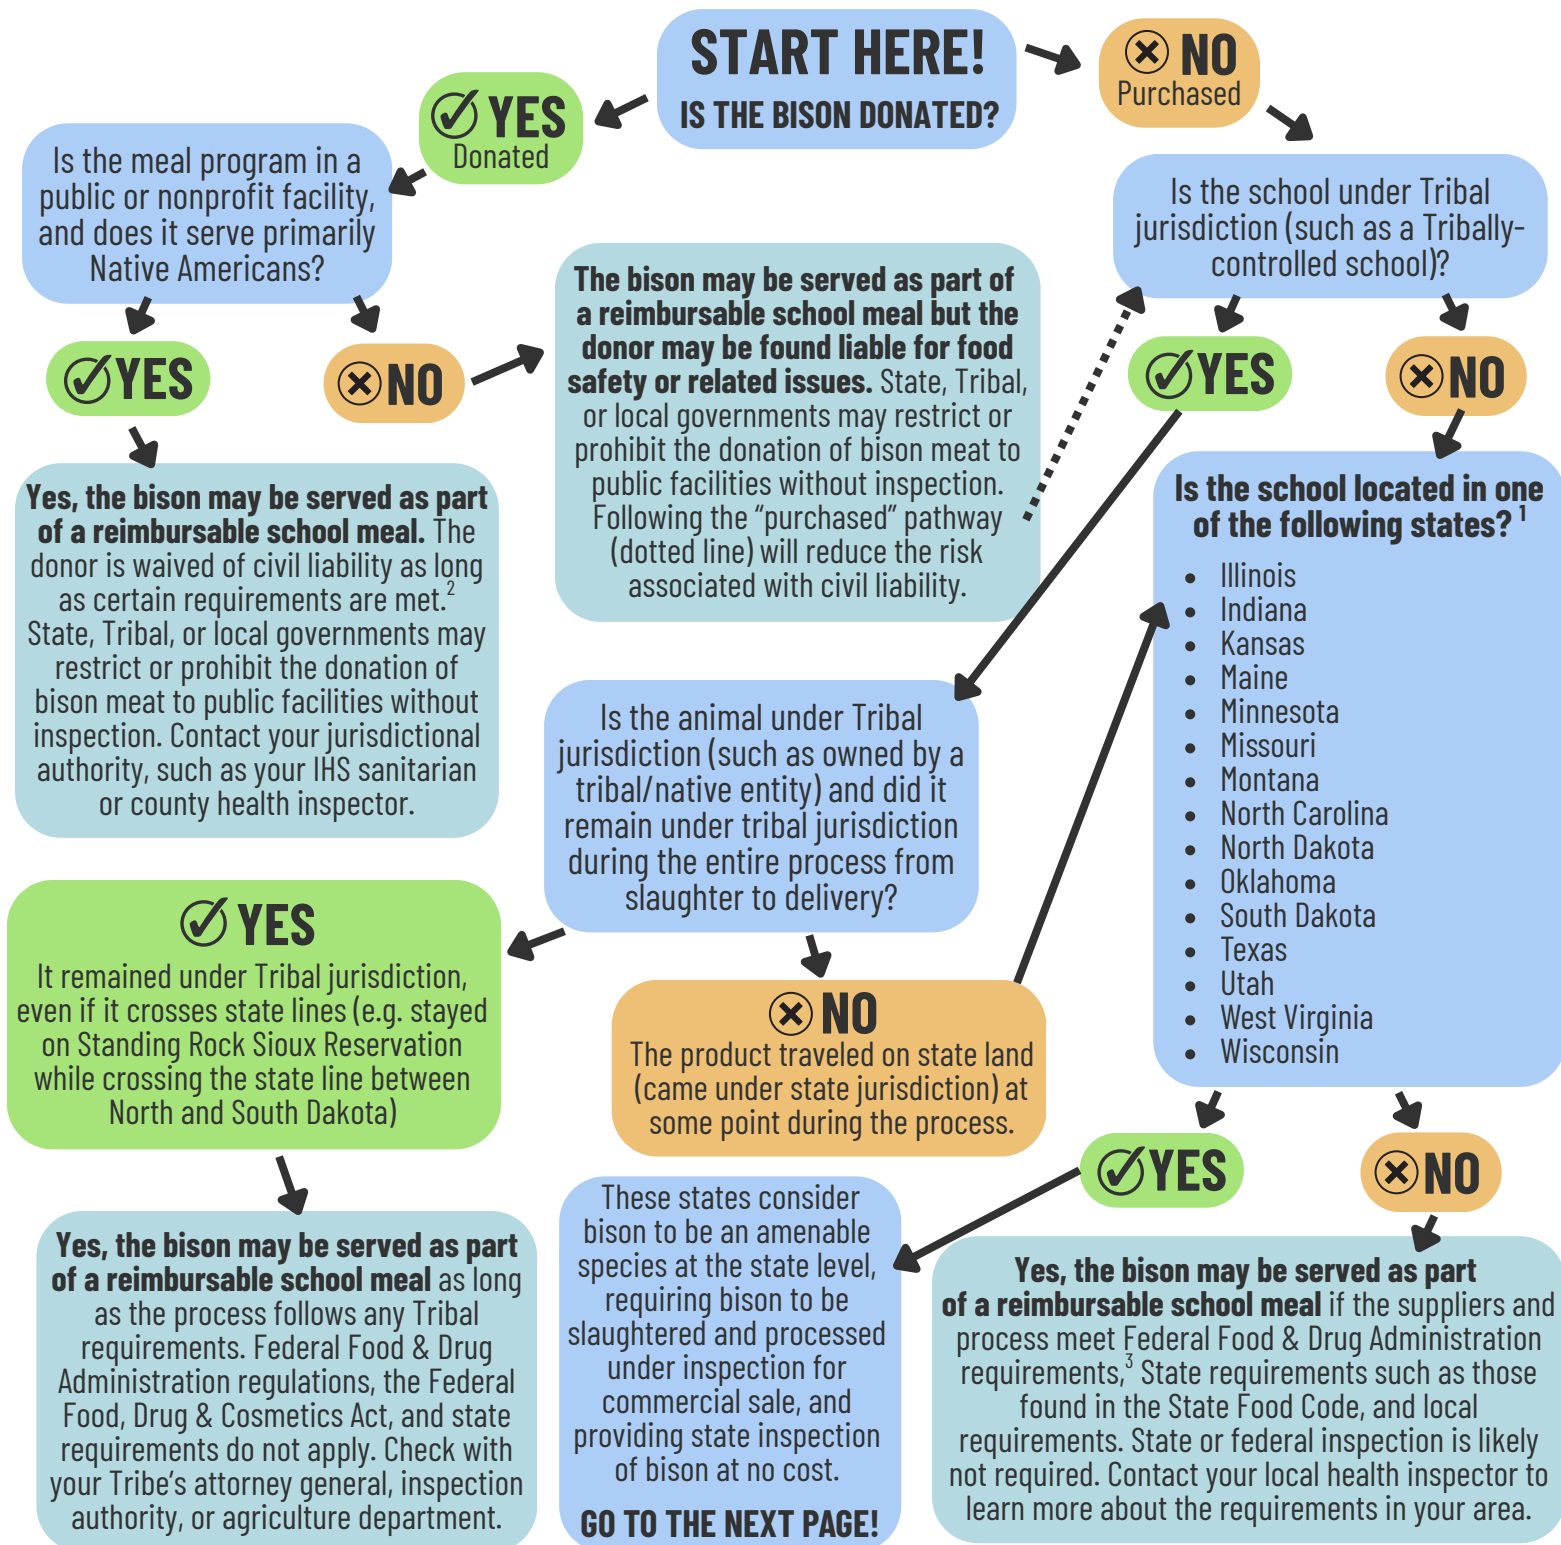 START HERE!
IS THE BISON DONATED?
YES
Donated
NO
Purchased
Is the meal program in a
public or nonprofit facility,
and does it serve primarily
Native Americans?
YES
NO
Yes, the bison may be served as part
of a reimbursable school meal. The
donor is waived of civil liability as long
as certain requirements are met.2
State, Tribal, or local governments may
restrict or prohibit the donation of
bison meat to public facilities without
inspection. Contact your jurisdictional
authority, such as your IHS sanitarian
or county health inspector.
The bison may be served as part of
a reimbursable school meal but the
donor may be found liable for food
safety or related issues. State, Tribal,
or local governments may restrict or
prohibit the donation of bison meat to
public facilities without inspection.
Following the “purchased” pathway
(dotted line) will reduce the risk
associated with civil liability.
Is the school under Tribal
jurisdiction (such as a Tribally-
controlled school)?
YES
NO
Is the animal under Tribal
jurisdiction (such as owned by a
tribal/native entity) and did it
remain under tribal jurisdiction
during the entire process from
slaughter to delivery?
YES
It remained under Tribal jurisdiction,
even if it crosses state lines (e.g. stayed
on Standing Rock Sioux Reservation
while crossing the state line between
North and South Dakota)
NO
The product traveled on state land
(came under state jurisdiction) at
some point during the process.
Yes, the bison may be served as part
of a reimbursable school meal as long
as the process follows any Tribal
requirements. Federal Food & Drug
Administration regulations, the Federal
Food, Drug & Cosmetics Act, and state
requirements do not apply. Check with
your Tribe’s attorney general, inspection
authority, or agriculture department.
Is the school located in one
of the following states? 1
• Illinois
• Indiana
• Kansas
• Maine
• Minnesota
• Missouri
• Montana
• North Carolina
• North Dakota
• Oklahoma
• South Dakota
• Texas
• Utah
• West Virginia
• Wisconsin
YES
NO
These states consider
bison to be an amenable
species at the state level,
requiring bison to be
slaughtered and processed
under inspection for
commercial sale, and
providing state inspection
of bison at no cost.
GO TO THE NEXT PAGE!
Yes, the bison may be served as part
of a reimbursable school meal if the suppliers and
process meet Federal Food & Drug Administration
requirements,3 State requirements such as those
found in the State Food Code, and local
requirements. State or federal inspection is likely
not required. Contact your local health inspector to
learn more about the requirements in your area.